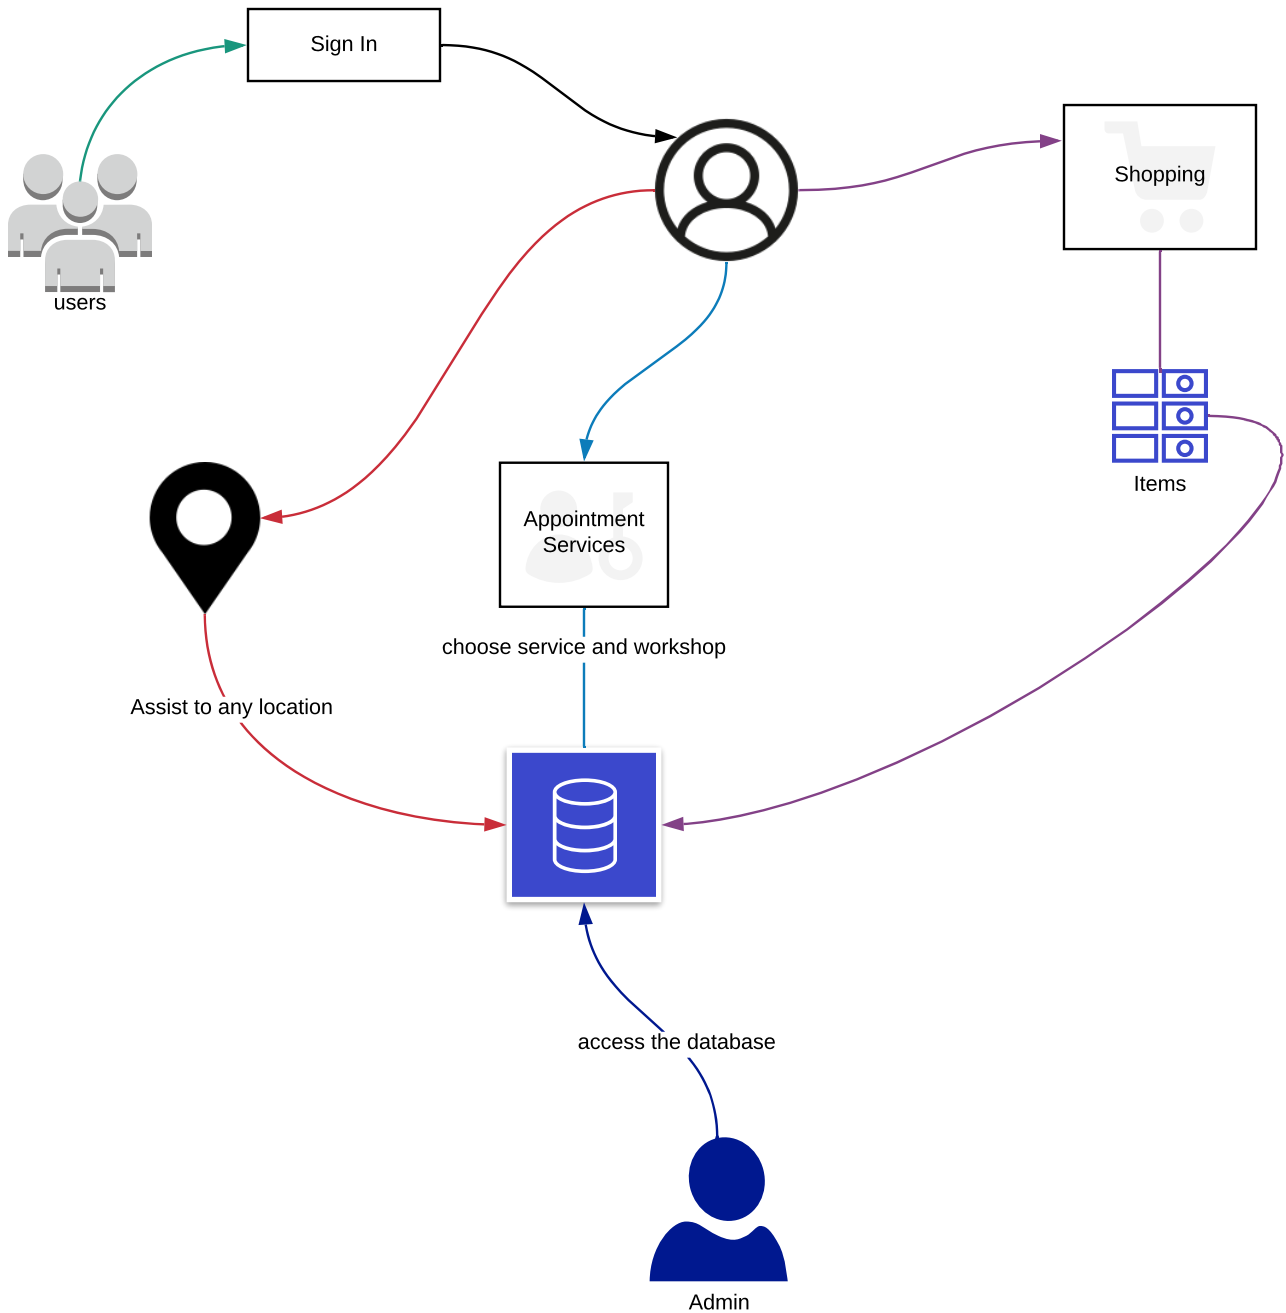 Sign In
Shopping
users
Items
Appointment
Services
choose service and workshop
Assist to any location
access the database
Admin